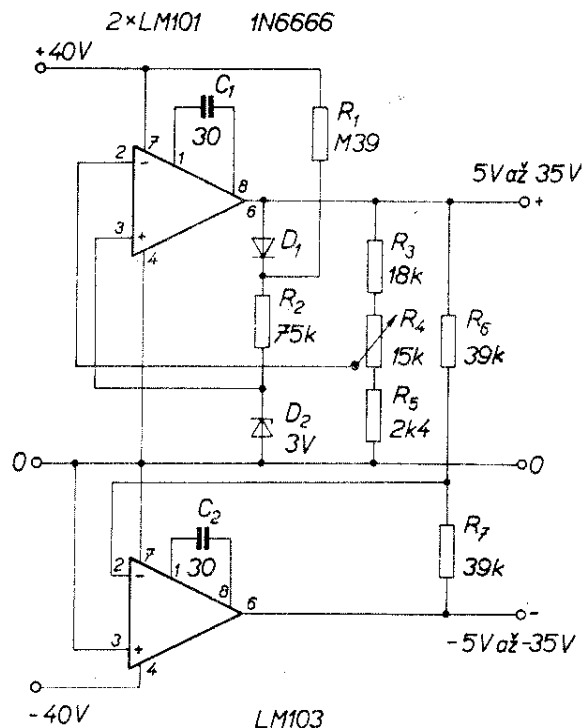 2×LM101 1N6666
+40V
C1
7
30
R1
M39
2
-
1
8
6
5V až 35V
+
3
+
4
D1
R3
18k
R2
75k
R4
15k
R6
39k
D2
3V
R5
2k4
0
0
C2
7
30
2
-
1
8
6
R7
39k
3
+
4
-
-5V až -35V
-40V
LM103